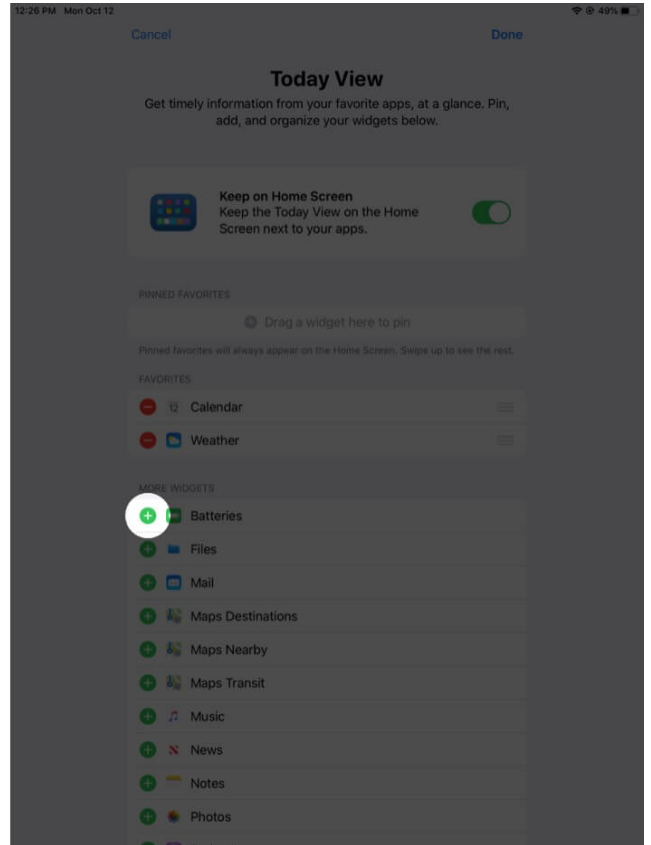 12:26 PM Mon Oct 12
49%
Cancel
Done
Today View
Get timely information from your favorite apps, at a glance. Pin,
add, and organize your widgets below.
Keep on Home Screen
Keep the Today View on the Home
Screen next to your apps.
PINNED FAVORITES
Drag a widget here to pin
Pinned favorites will always appear on the Home Screen. Swipe up to see the rest.
FAVORITES
12 Calendar
Weather
MORE WIDGETS
Batteries
Files
Mail
Maps Destinations
Maps Nearby
Maps Transit
Music
News
Notes
Photos